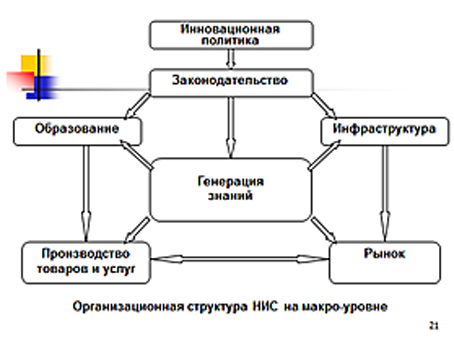 Инновационная
политика
Законодательство
Образование
Инфраструктура
Генерация
знаний
Производство
товаров и услуг
Рынок
Организационная структура НИС на макро-уровне
21